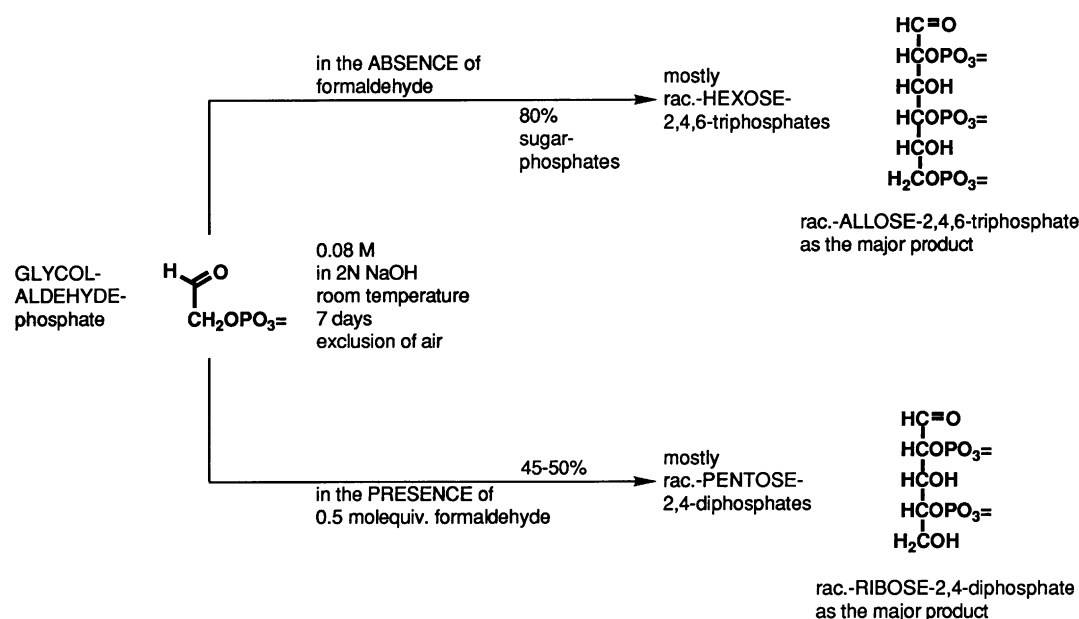 in the ABSENCE of
formaldehyde
80%
sugar-
phosphates
mostly
rac.-HEXOSE-
2,4,6-triphosphates
HC=O
HCOPO₃=
HCOH
HCOPO₃=
HCOH
H₂COPO₃=
rac.-ALLOSE-2,4,6-triphosphate
as the major product
GLYCOL-
ALDEHYDE-
phosphate
H O
CH₂OPO₃=
0.08 M
in 2N NaOH
room temperature
7 days
exclusion of air
in the PRESENCE of
0.5 molequiv. formaldehyde
45-50%
mostly
rac.-PENTOSE-
2,4-diphosphates
HC=O
HCOPO₃=
HCOH
HCOPO₃=
H₂COH
rac.-RIBOSE-2,4-diphosphate
as the major product